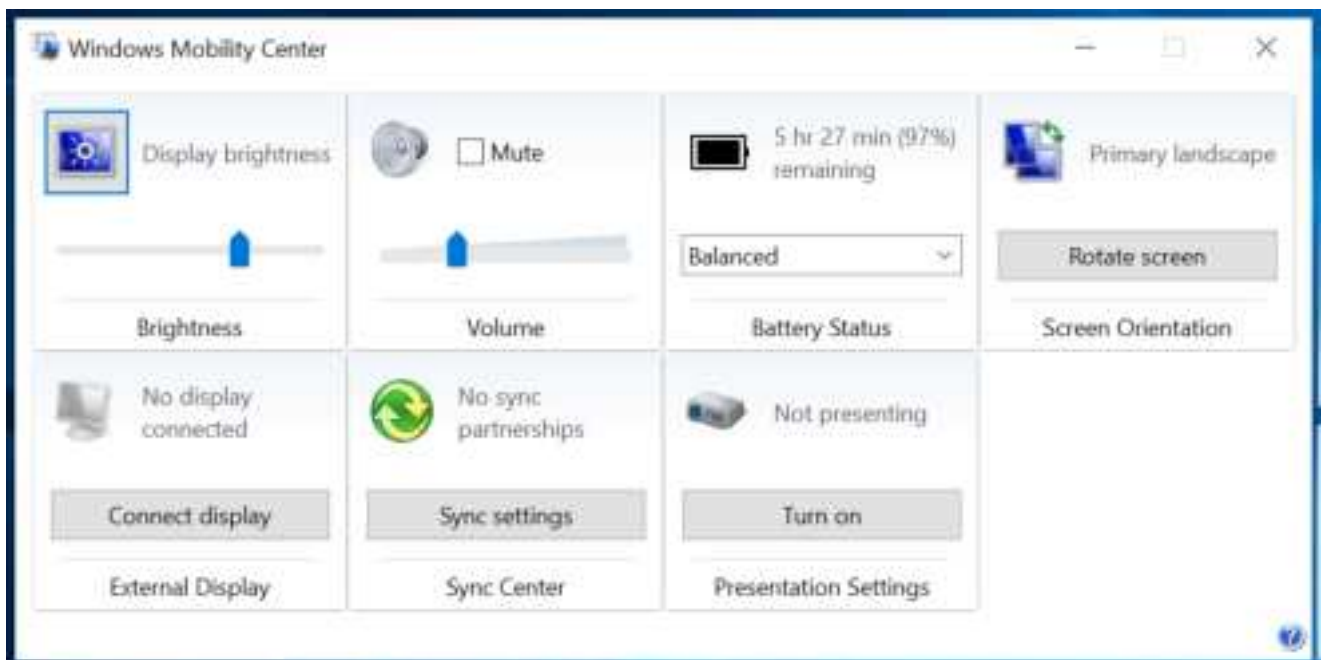 Windows Mobility Center
Display brightness
Brightness
Mute
Volume
5 hr 27 min (97%)
remaining
Balanced
Battery Status
Primary landscape
Rotate screen
Screen Orientation
No display
connected
Connect display
External Display
No sync
partnerships
Sync settings
Sync Center
Not presenting
Turn on
Presentation Settings
?